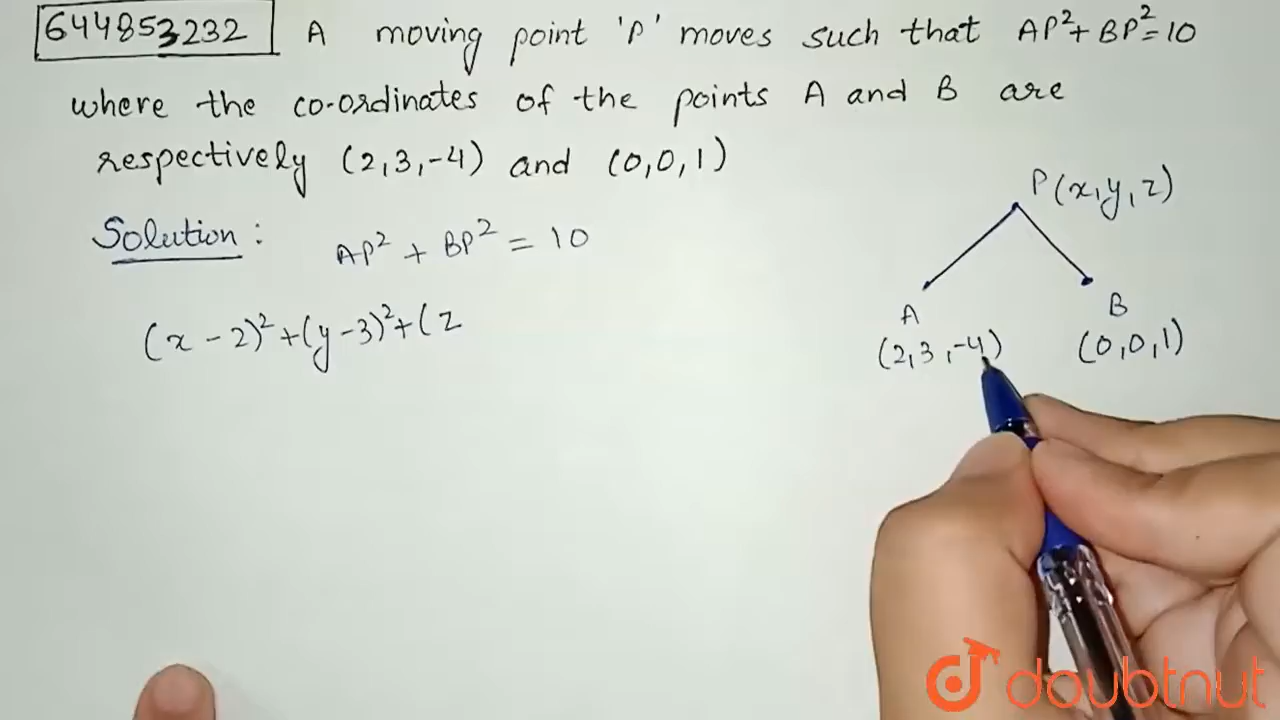 644853232 A moving point 'P' moves such that AP²+ BP²=10
where the co-ordinates of the points A and B are
respectively (2,3,-4) and (0,0,1)
P(x,y,z)
Solution : AP² + BP² = 10
(x - 2)²+(y-3)²+(z
A B
(2,3,-4) (0,0,1)
doubtnut